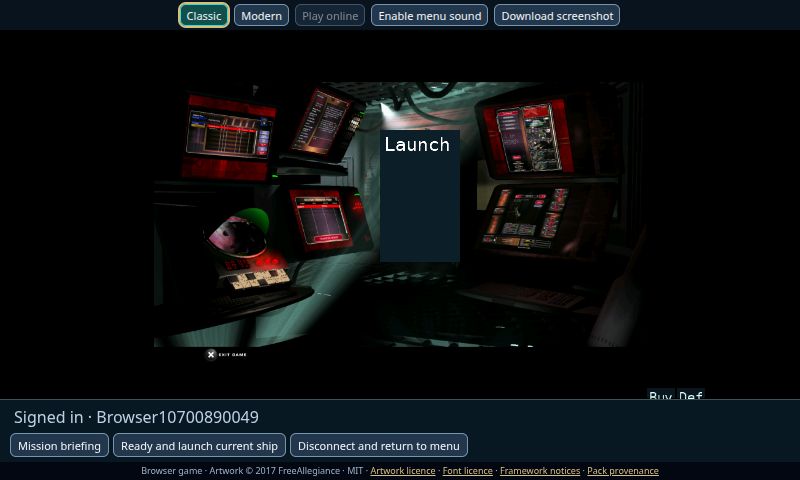 Classic Modern Play online Enable menu sound Download screenshot
Launch
EXIT GAME
Buy Def
Signed in · Browser10700890049
Mission briefing Ready and launch current ship Disconnect and return to menu
Browser game · Artwork © 2017 FreeAllegiance · MIT · Artwork licence · Font licence · Framework notices · Pack provenance